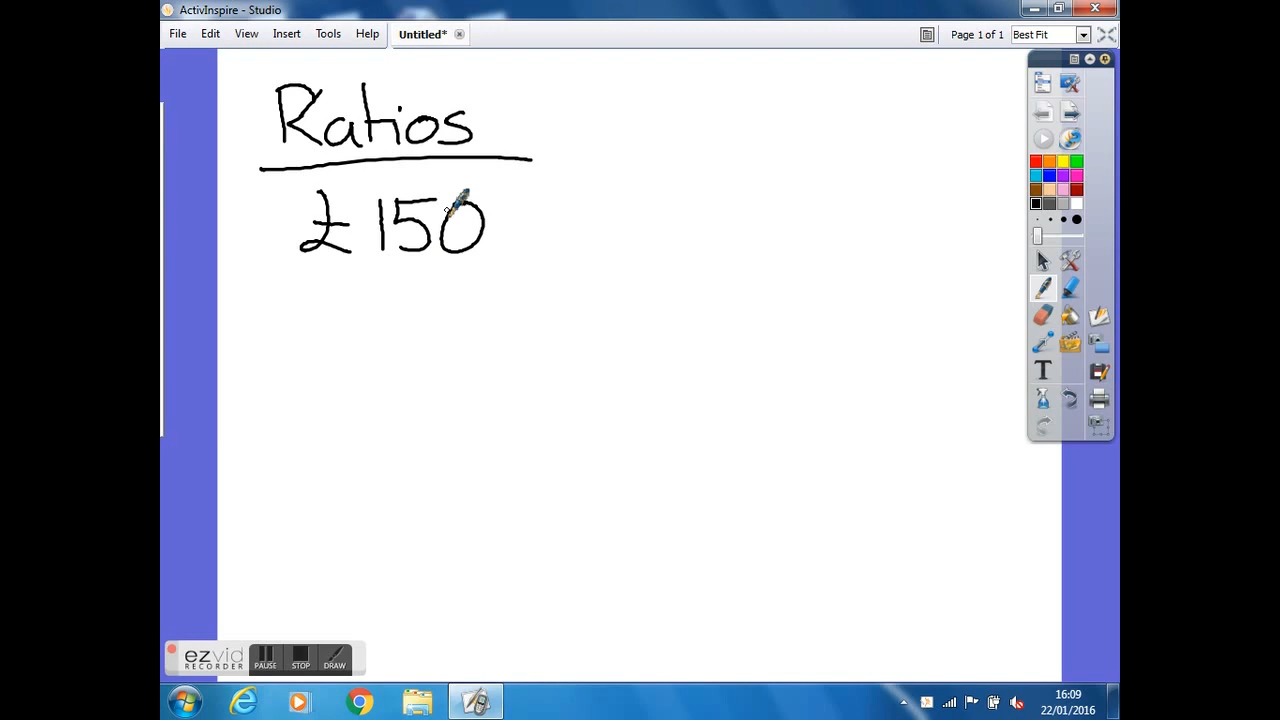 ActivInspire - Studio
File Edit View Insert Tools Help Untitled* Page 1 of 1 Best Fit
Ratios
£150
T
ezvid
RECORDER
PAUSE STOP DRAW
16:09
22/01/2016